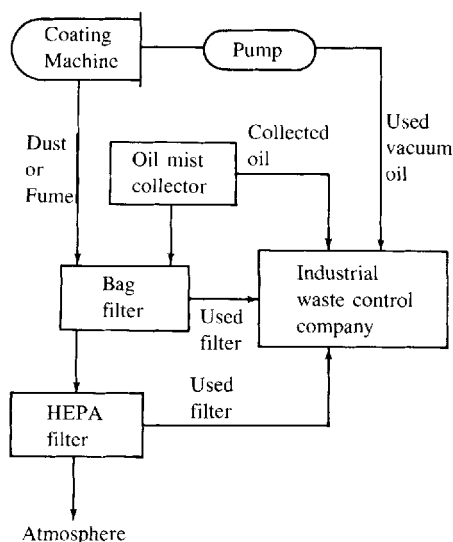 Coating
Machine
Pump
Dust
or
Fume
Oil mist
collector
Collected
oil
Used
vacuum
oil
Bag
filter
Used
filter
Industrial
waste control
company
HEPA
filter
Used
filter
Atmosphere